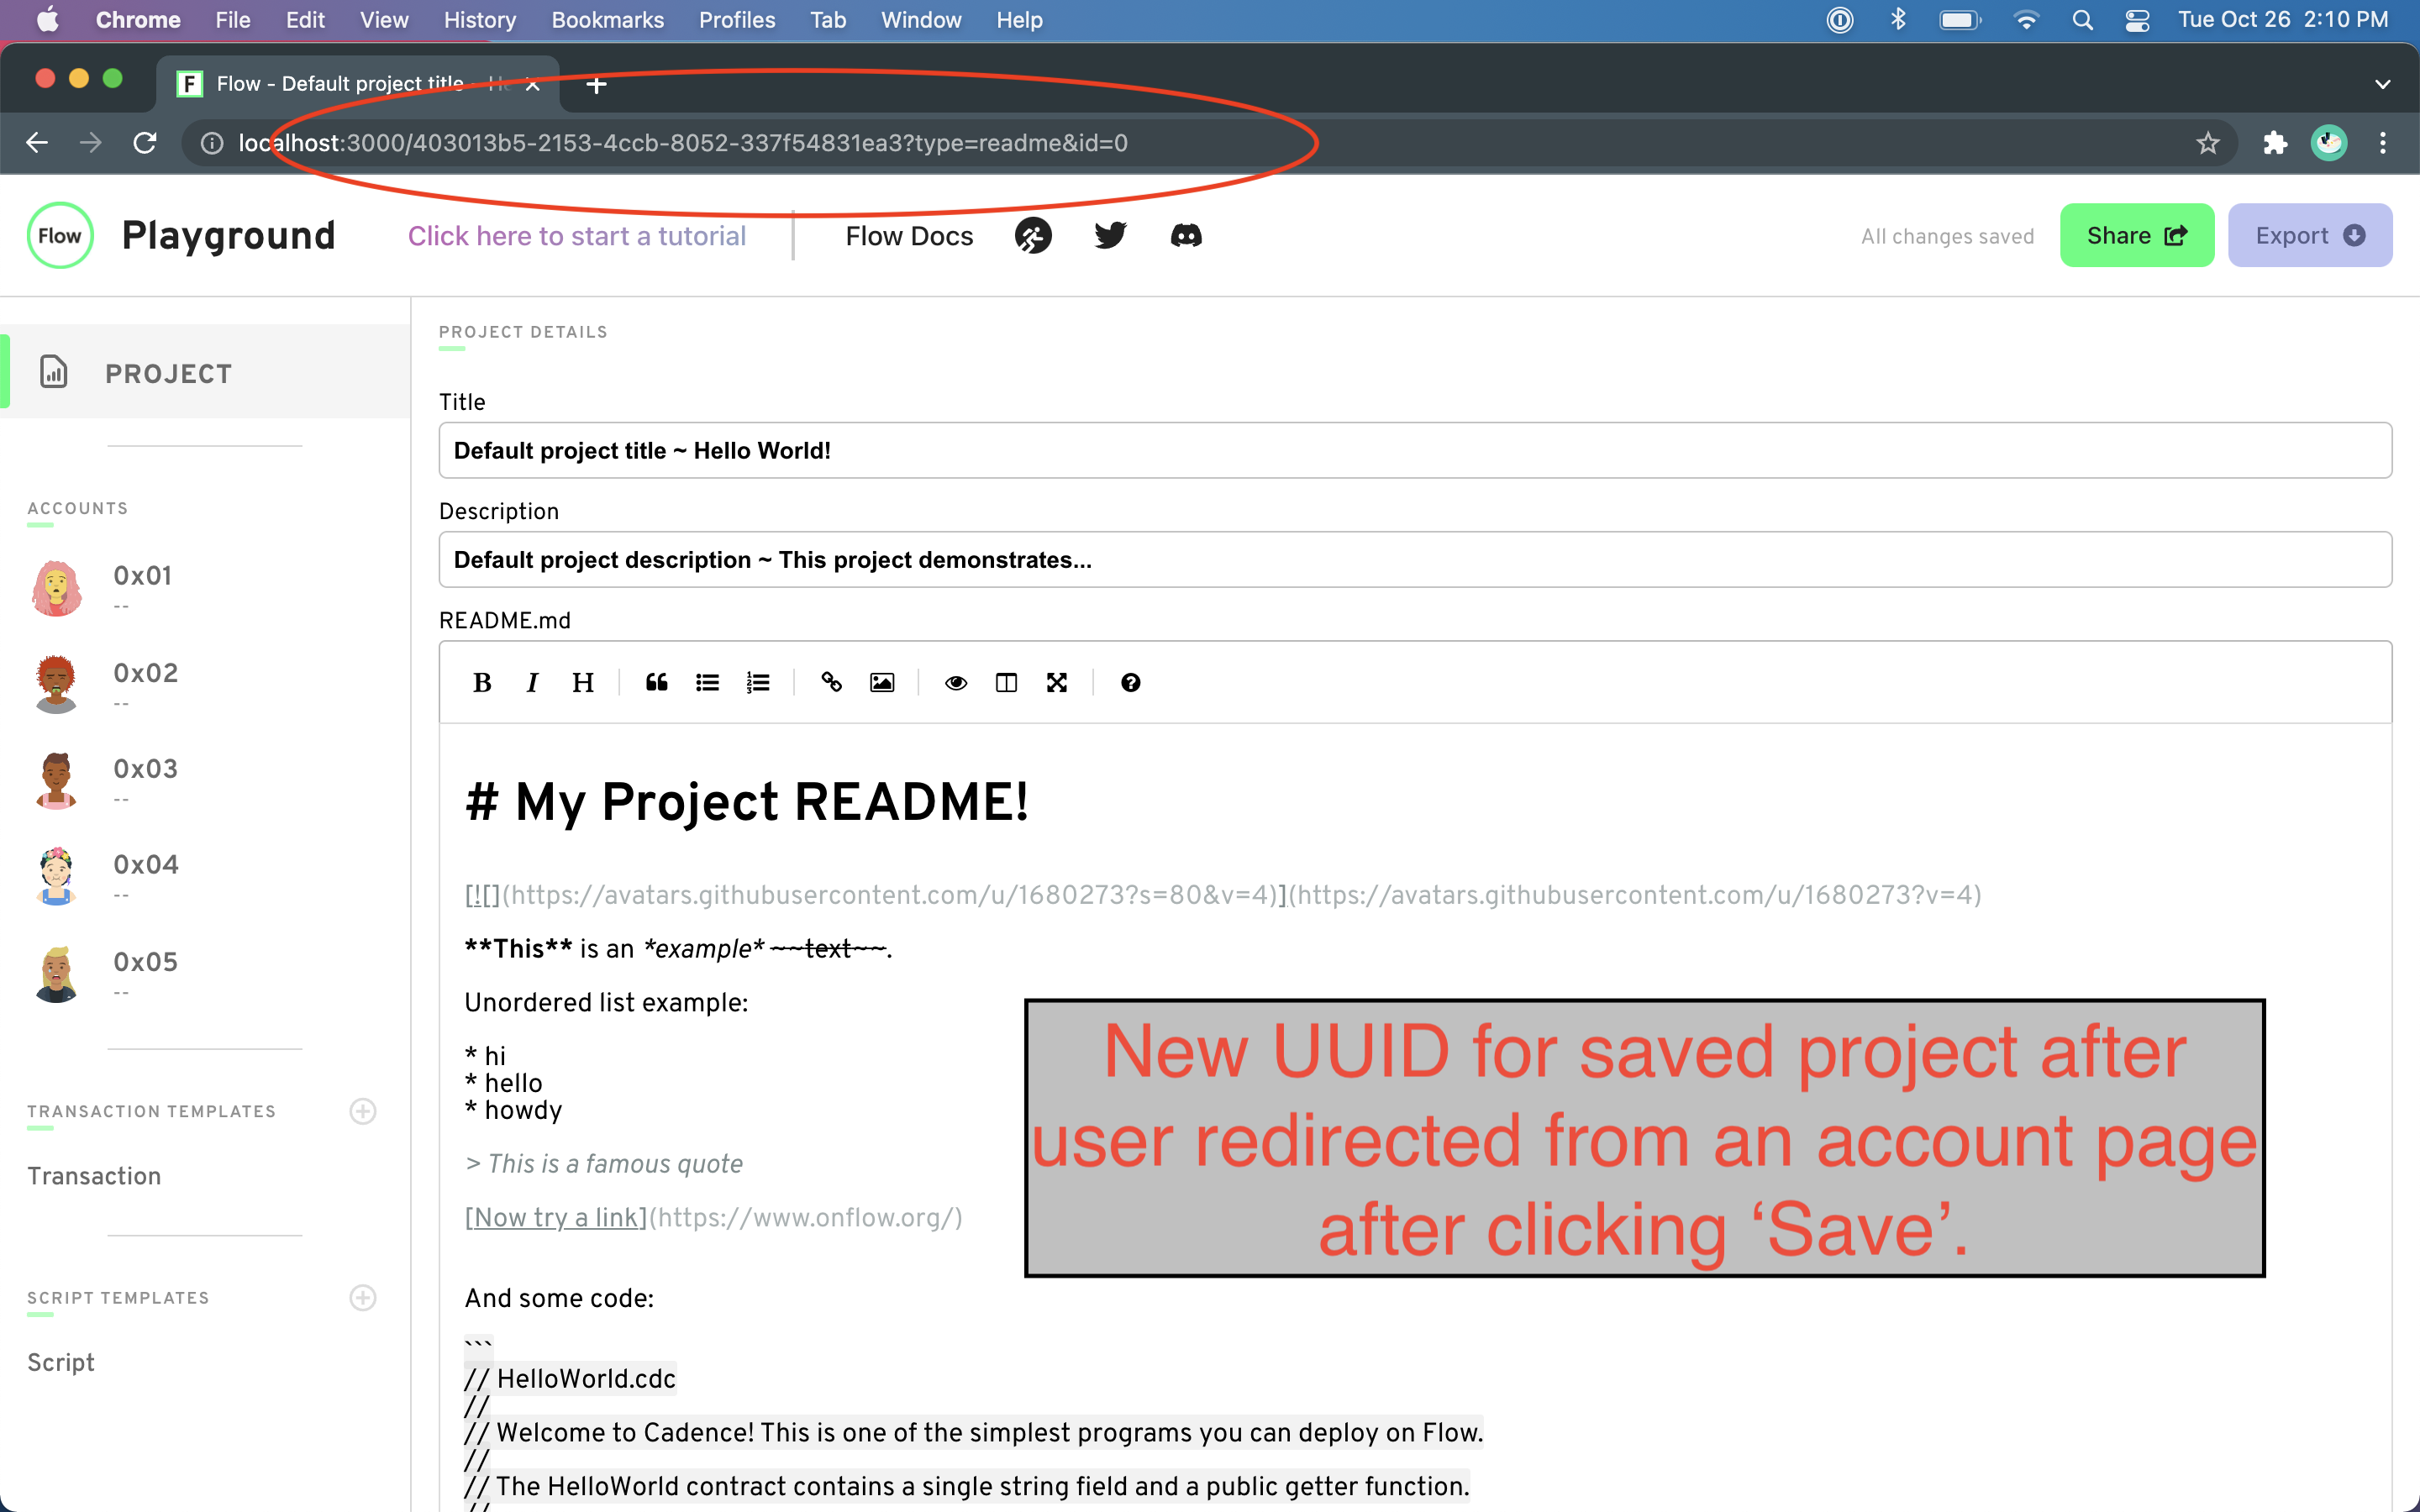 Chrome File Edit View History Bookmarks Profiles Tab Window Help Tue Oct 26 2:10 PM
F Flow - Default project title ~ He
localhost:3000/403013b5-2153-4ccb-8052-337f54831ea3?type=readme&id=0
Flow Playground Click here to start a tutorial Flow Docs All changes saved Share Export
PROJECT
ACCOUNTS
0x01
--
0x02
--
0x03
--
0x04
--
0x05
--
TRANSACTION TEMPLATES
Transaction
SCRIPT TEMPLATES
Script
PROJECT DETAILS
Title
Default project title ~ Hello World!
Description
Default project description ~ This project demonstrates...
README.md
B I H
# My Project README!
[![](https://avatars.githubusercontent.com/u/1680273?s=80&v=4)](https://avatars.githubusercontent.com/u/1680273?v=4)
**This** is an *example* ~~text~~.
Unordered list example:
* hi
* hello
* howdy
> This is a famous quote
[Now try a link](https://www.onflow.org/)
And some code:
```
// HelloWorld.cdc
//
// Welcome to Cadence! This is one of the simplest programs you can deploy on Flow.
//
// The HelloWorld contract contains a single string field and a public getter function.
//
New UUID for saved project after
user redirected from an account page
after clicking ‘Save’.